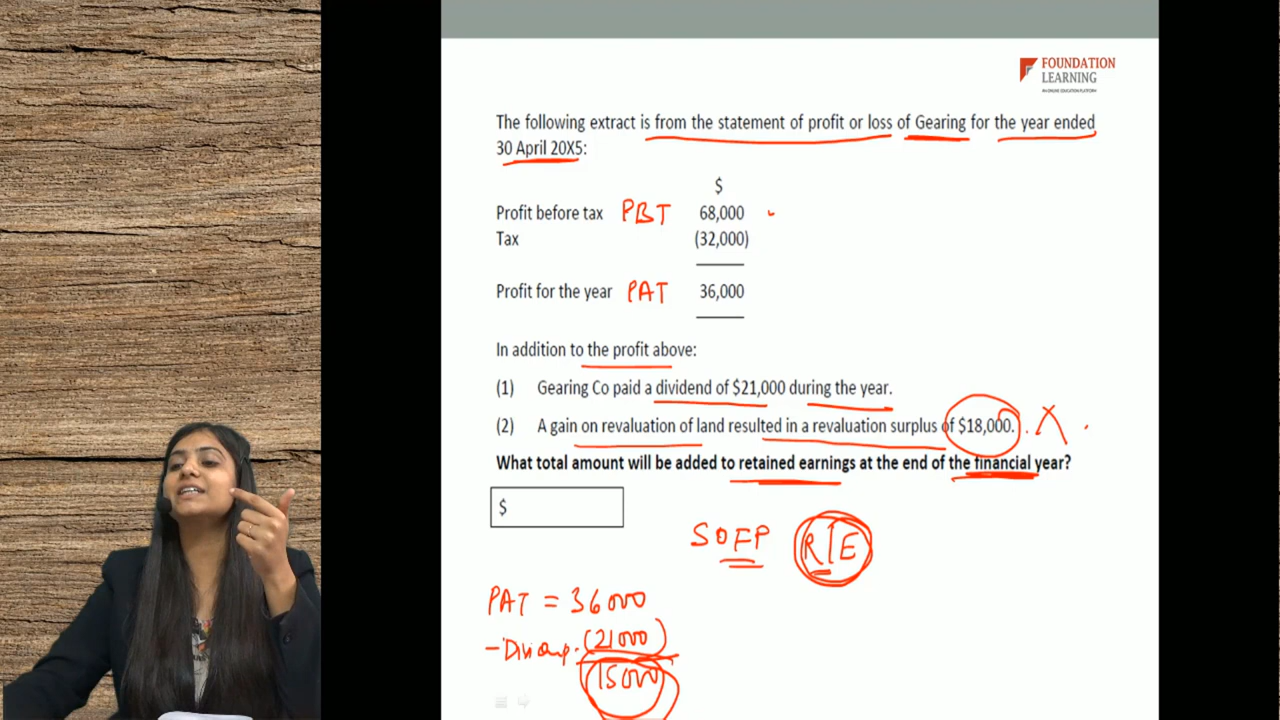 FOUNDATION
LEARNING
AN ONLINE EDUCATION PLATFORM
The following extract is from the statement of profit or loss of Gearing for the year ended
30 April 20X5:
$
Profit before tax PBT 68,000
Tax (32,000)
Profit for the year PAT 36,000
In addition to the profit above:
(1) Gearing Co paid a dividend of $21,000 during the year.
(2) A gain on revaluation of land resulted in a revaluation surplus of $18,000. X
What total amount will be added to retained earnings at the end of the financial year?
$
SOFP R/E
PAT = 36000
(21000)
15000